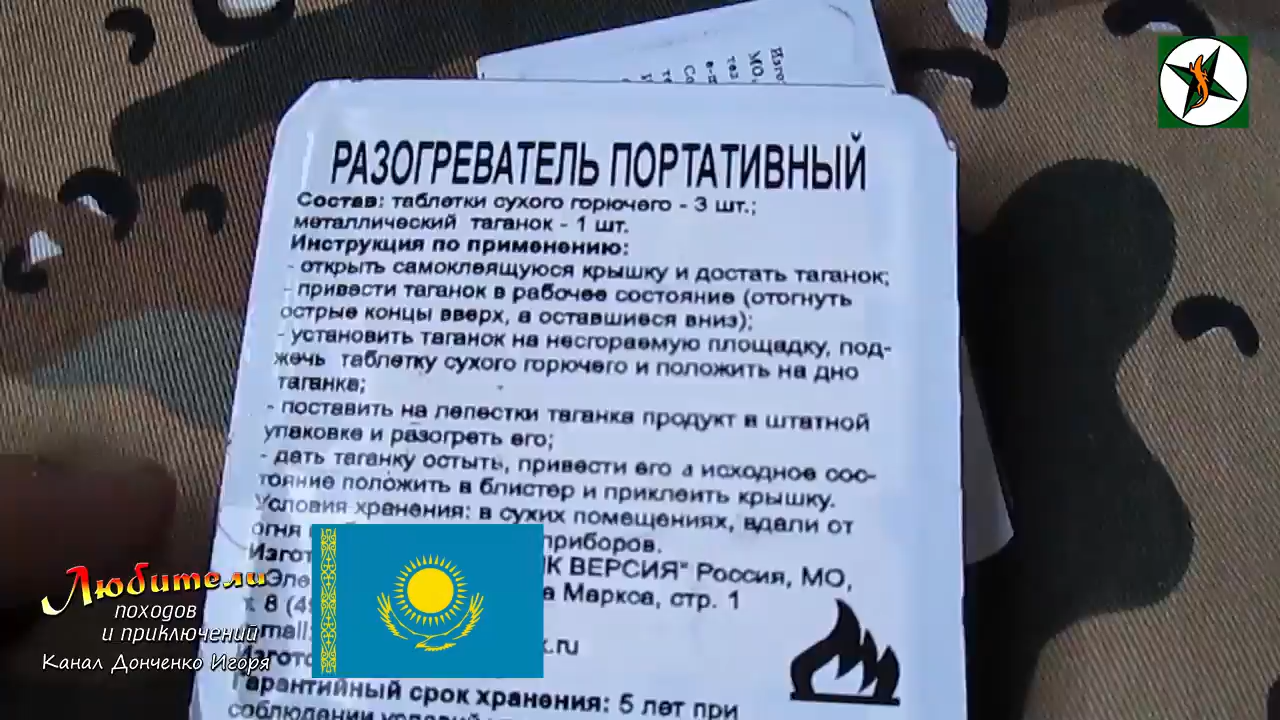 РАЗОГРЕВАТЕЛЬ ПОРТАТИВНЫЙ
Состав: таблетки сухого горючего - 3 шт.;
металлический таганок - 1 шт.
Инструкция по применению:
- открыть самоклеящуюся крышку и достать таганок;
- привести таганок в рабочее состояние (отогнуть
острые концы вверх, а оставшиеся вниз);
- установить таганок на несгораемую площадку, под-
жечь таблетку сухого горючего и положить на дно
таганка;
- поставить на лепестки таганка продукт в штатной
упаковке и разогреть его;
- дать таганку остыть, привести его в исходное сос-
тояние положить в блистер и приклеить крышку.
Условия хранения: в сухих помещениях, вдали от
огня приборов.
ВЕРСИЯ" Россия, МО,
Маркса, стр. 1
.ru
Гарантийный срок хранения: 5 лет при
соблюдении
Любители
походов
и приключений
Канал Донченко Игоря